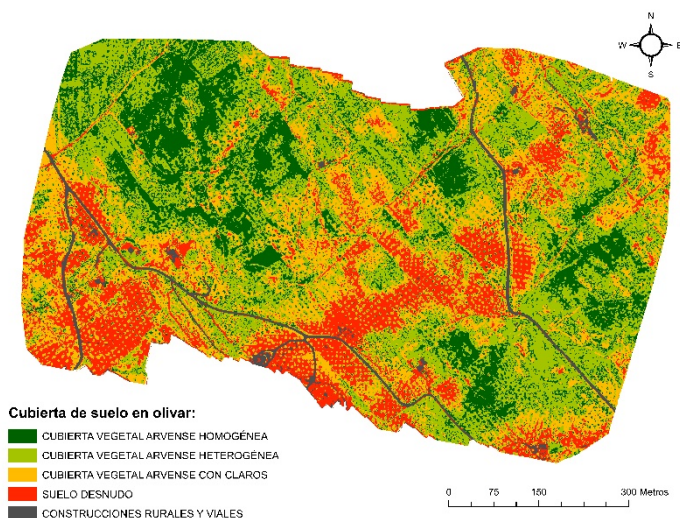 N
W E
S
Cubierta de suelo en olivar:
CUBIERTA VEGETAL ARVENSE HOMOGÉNEA
CUBIERTA VEGETAL ARVENSE HETEROGÉNEA
CUBIERTA VEGETAL ARVENSE CON CLAROS
SUELO DESNUDO
CONSTRUCCIONES RURALES Y VIALES
0 75 150 300 Metros